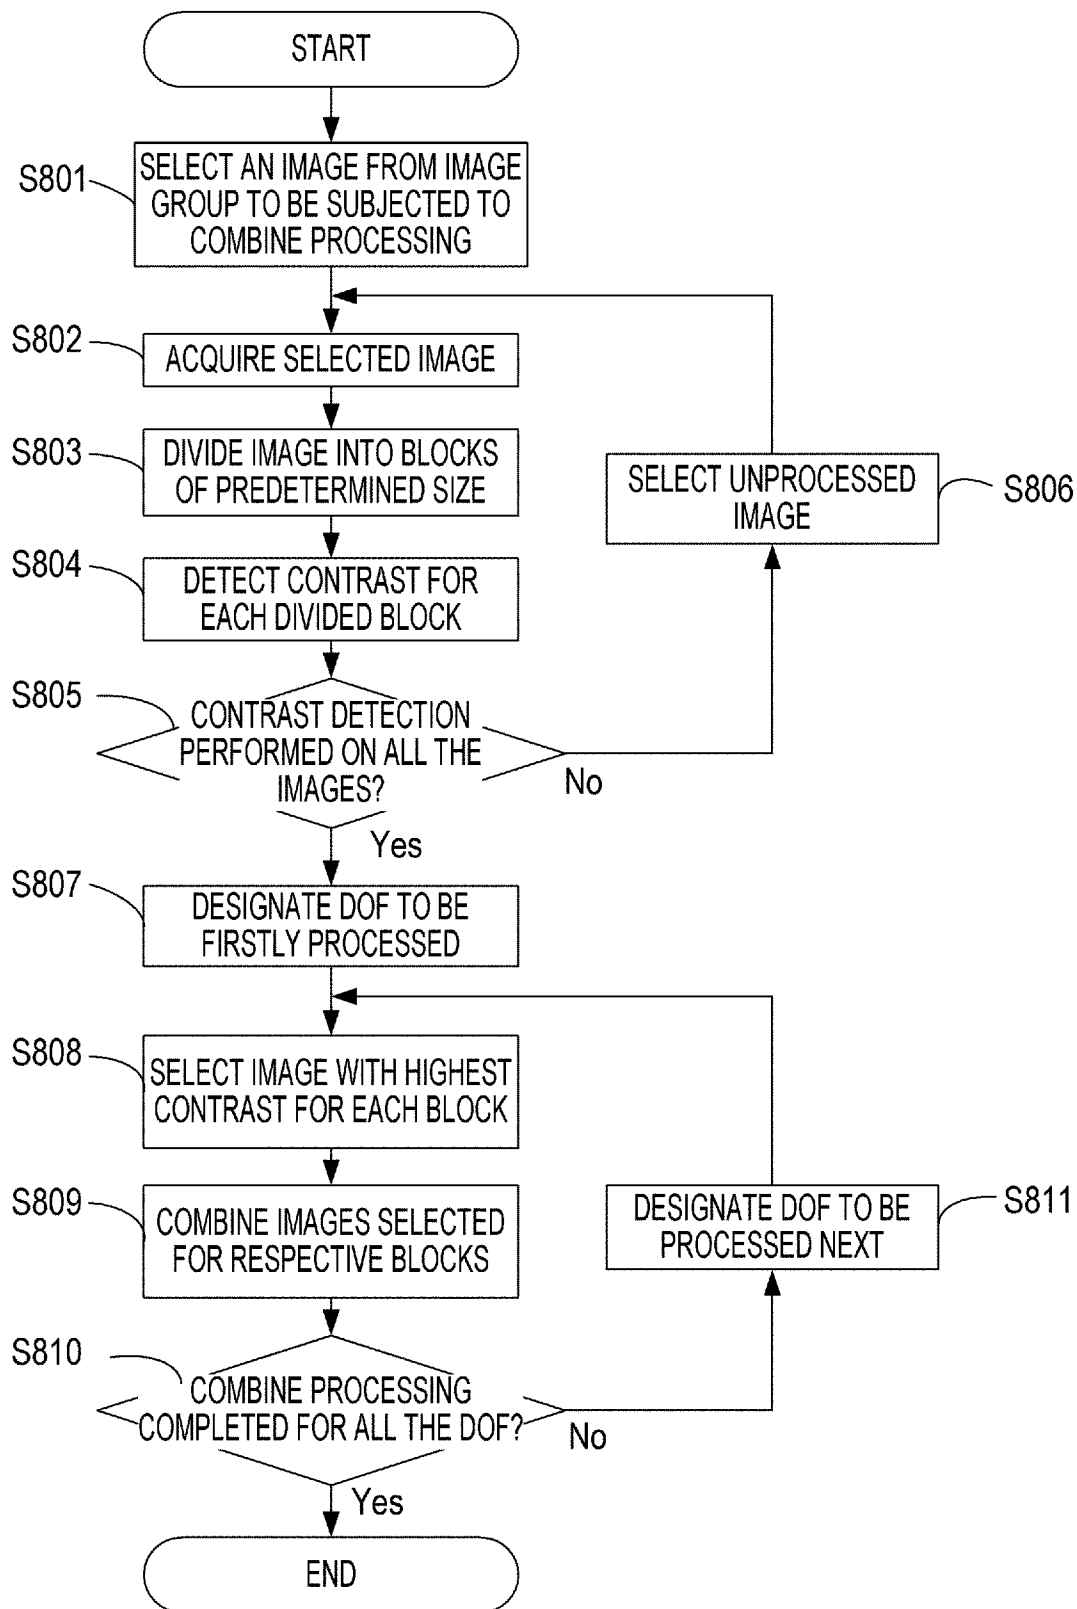 START
S801
SELECT AN IMAGE FROM IMAGE
GROUP TO BE SUBJECTED TO
COMBINE PROCESSING
S802
ACQUIRE SELECTED IMAGE
S803
DIVIDE IMAGE INTO BLOCKS
OF PREDETERMINED SIZE
SELECT UNPROCESSED
IMAGE
S806
S804
DETECT CONTRAST FOR
EACH DIVIDED BLOCK
S805
CONTRAST DETECTION
PERFORMED ON ALL THE
IMAGES?
No
Yes
S807
DESIGNATE DOF TO BE
FIRSTLY PROCESSED
S808
SELECT IMAGE WITH HIGHEST
CONTRAST FOR EACH BLOCK
S809
COMBINE IMAGES SELECTED
FOR RESPECTIVE BLOCKS
DESIGNATE DOF TO BE
PROCESSED NEXT
S811
S810
COMBINE PROCESSING
COMPLETED FOR ALL THE DOF?
No
Yes
END